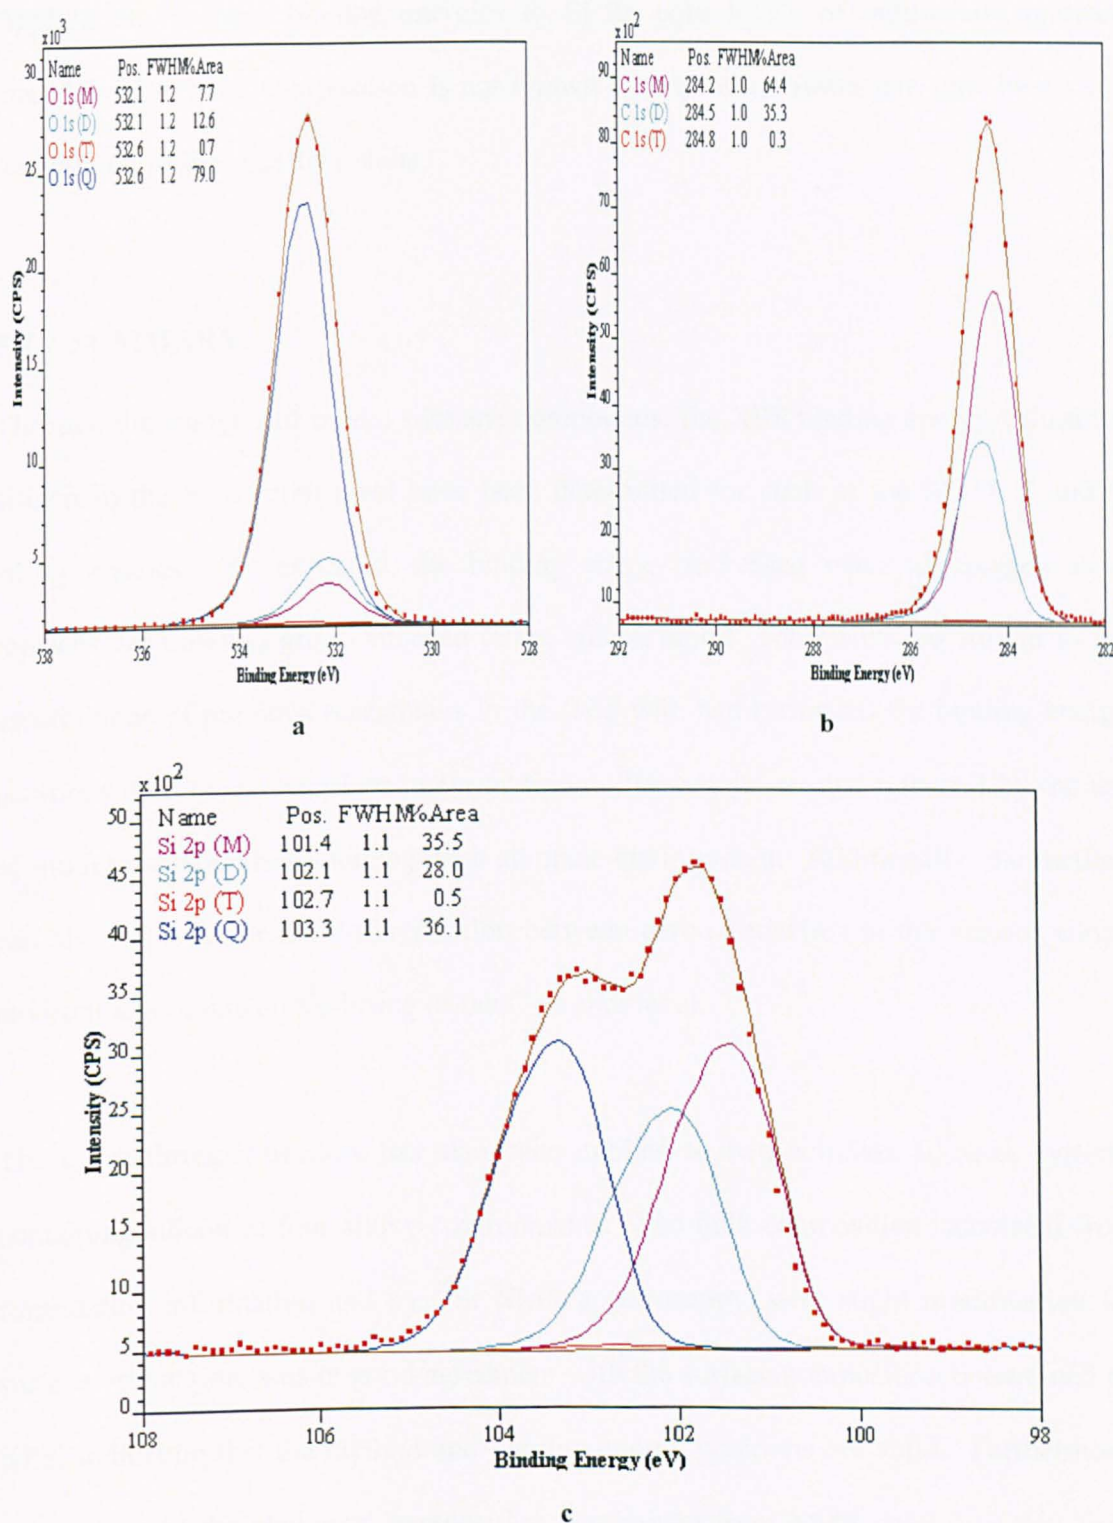 x10³
Name Pos. FWHM %Area
O 1s (M) 532.1 1.2 7.7
O 1s (D) 532.1 1.2 12.6
O 1s (T) 532.6 1.2 0.7
O 1s (Q) 532.6 1.2 79.0
30
25
20
15
10
5
Intensity (CPS)
538 536 534 532 530 528
Binding Energy (eV)
a
x10²
Name Pos. FWHM %Area
C 1s (M) 284.2 1.0 64.4
C 1s (D) 284.5 1.0 35.3
C 1s (T) 284.8 1.0 0.3
90
80
70
60
50
40
30
20
10
Intensity (CPS)
292 290 288 286 284 282
Binding Energy (eV)
b
x10²
Name Pos. FWHM %Area
Si 2p (M) 101.4 1.1 35.5
Si 2p (D) 102.1 1.1 28.0
Si 2p (T) 102.7 1.1 0.5
Si 2p (Q) 103.3 1.1 36.1
50
45
40
35
30
25
20
15
10
5
0
Intensity (CPS)
108 106 104 102 100 98
Binding Energy (eV)
c